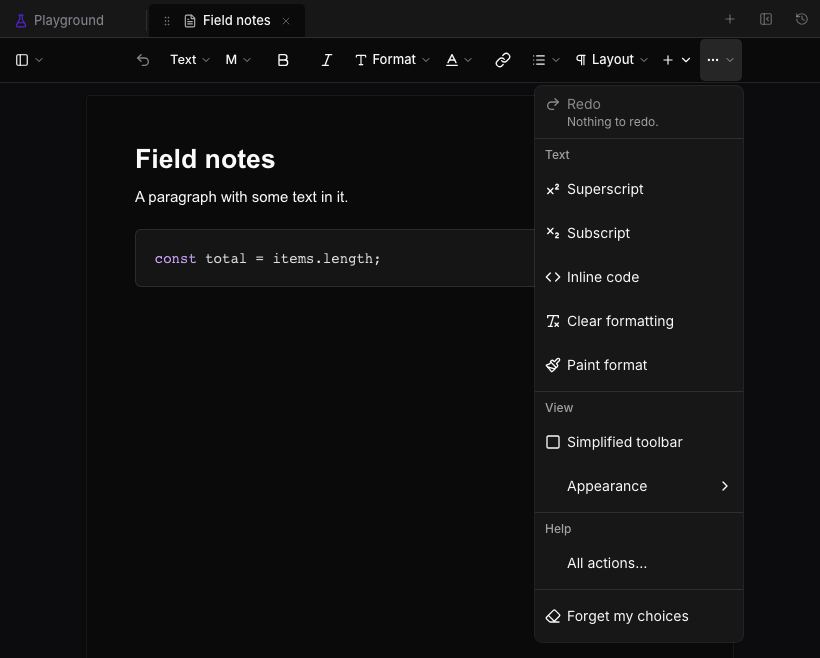 Playground
Field notes
Text
M
B
I
T Format
A
¶ Layout
Redo
Nothing to redo.
Text
x² Superscript
x₂ Subscript
Inline code
Clear formatting
Paint format
View
Simplified toolbar
Appearance
Help
All actions...
Forget my choices
Field notes
A paragraph with some text in it.
const total = items.length;